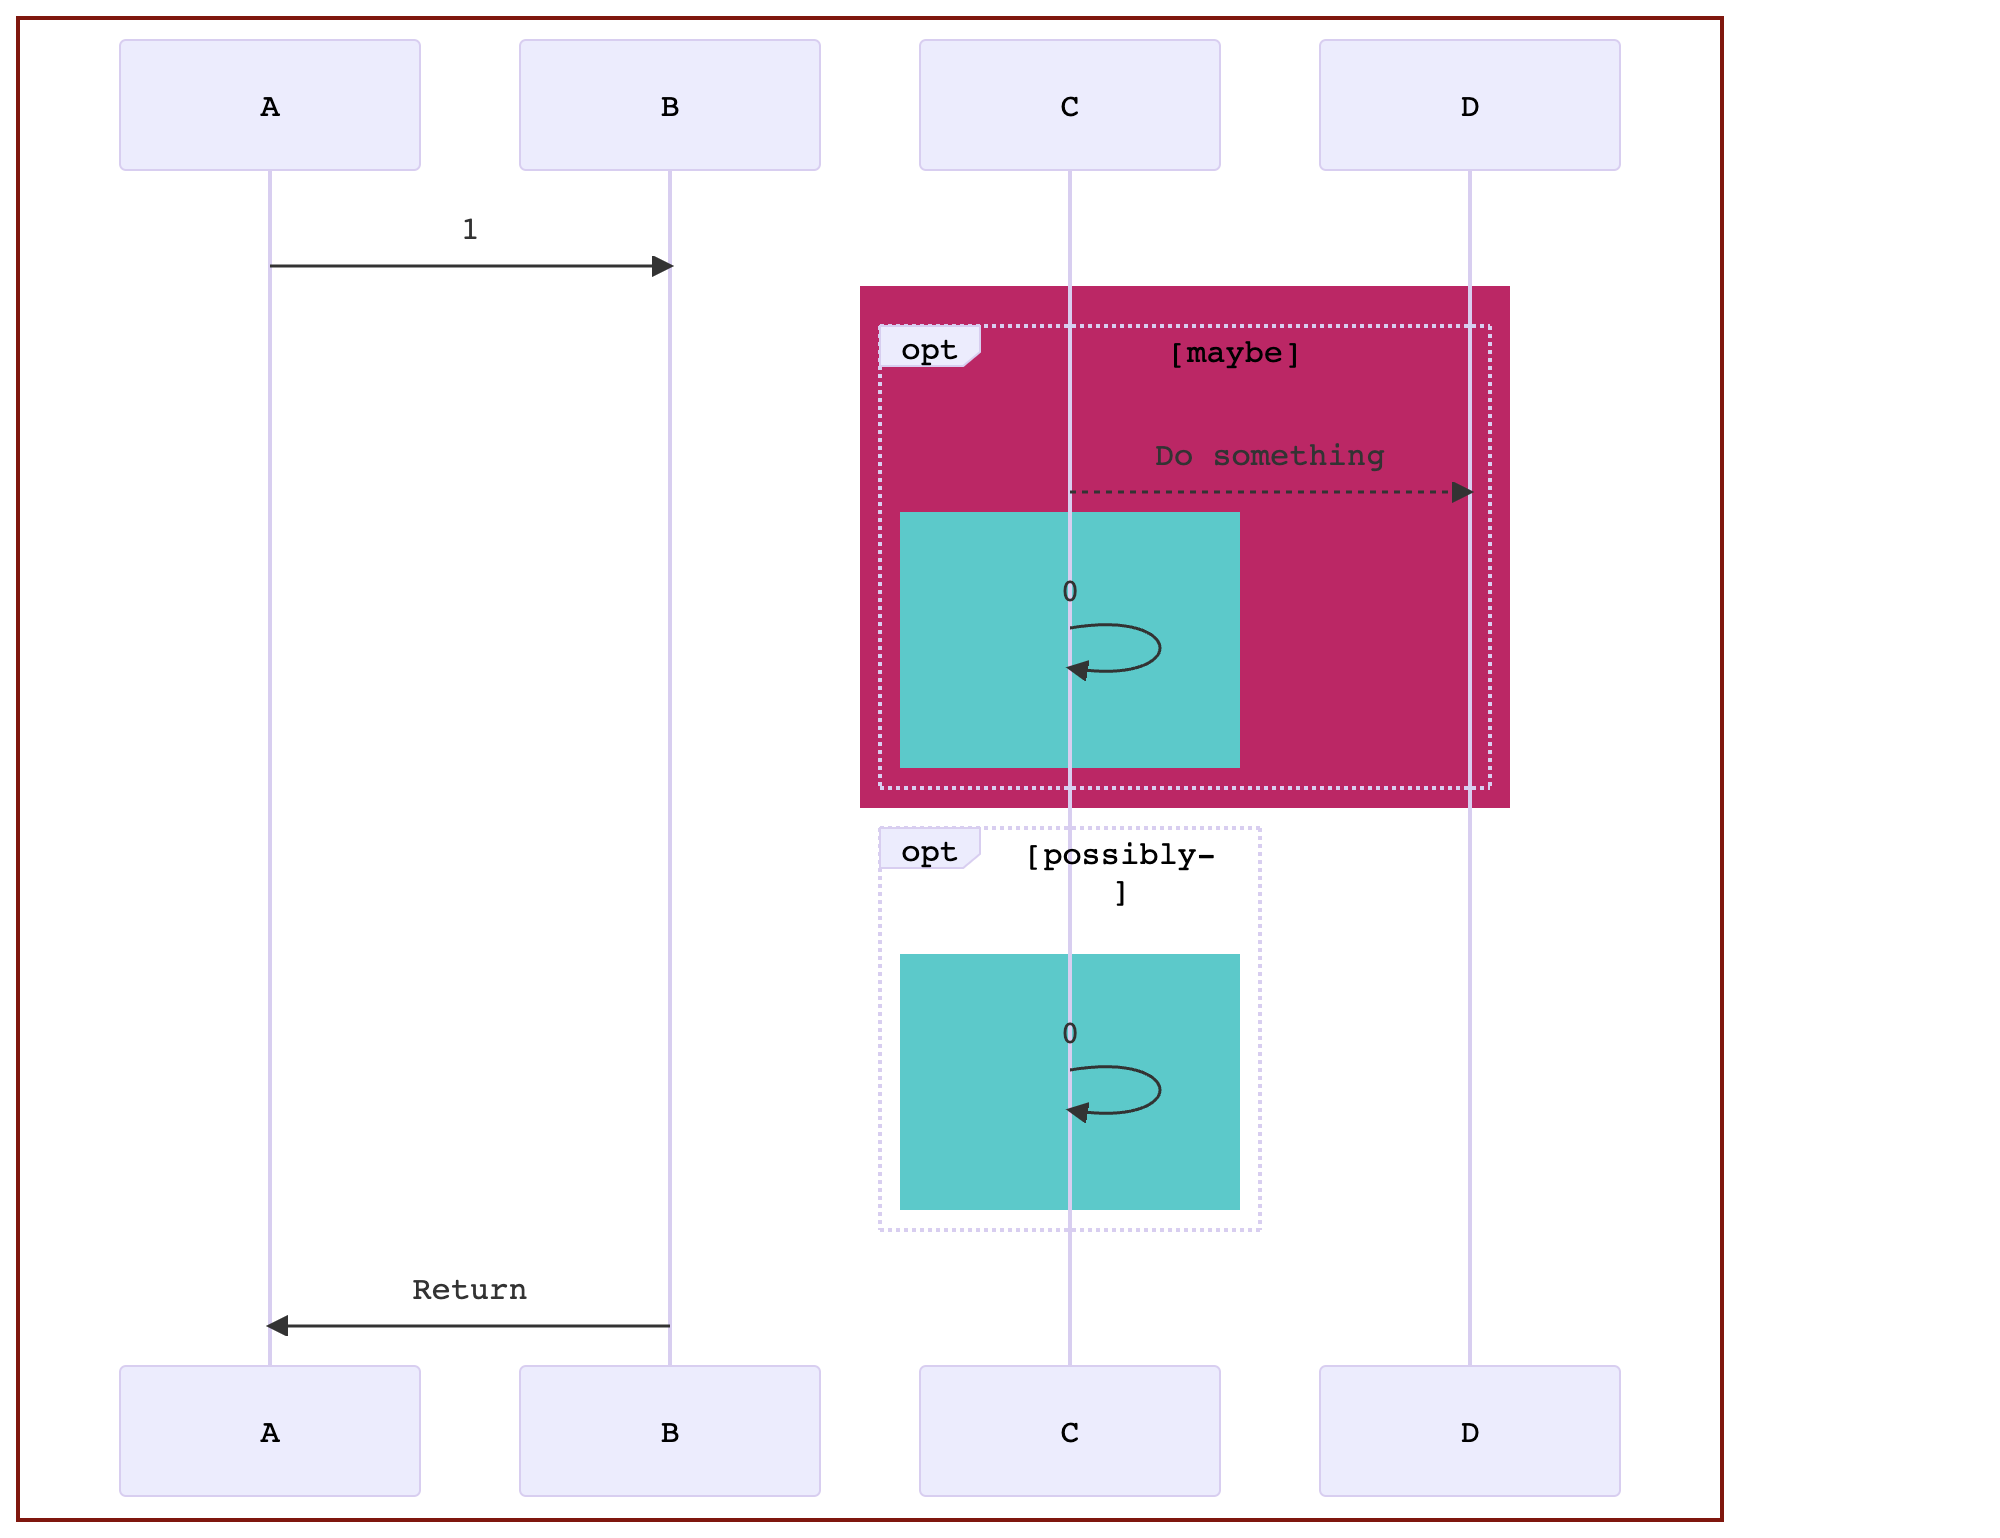 A B C D
1
opt [maybe]
Do something
0
opt [possibly-
]
0
Return
A B C D